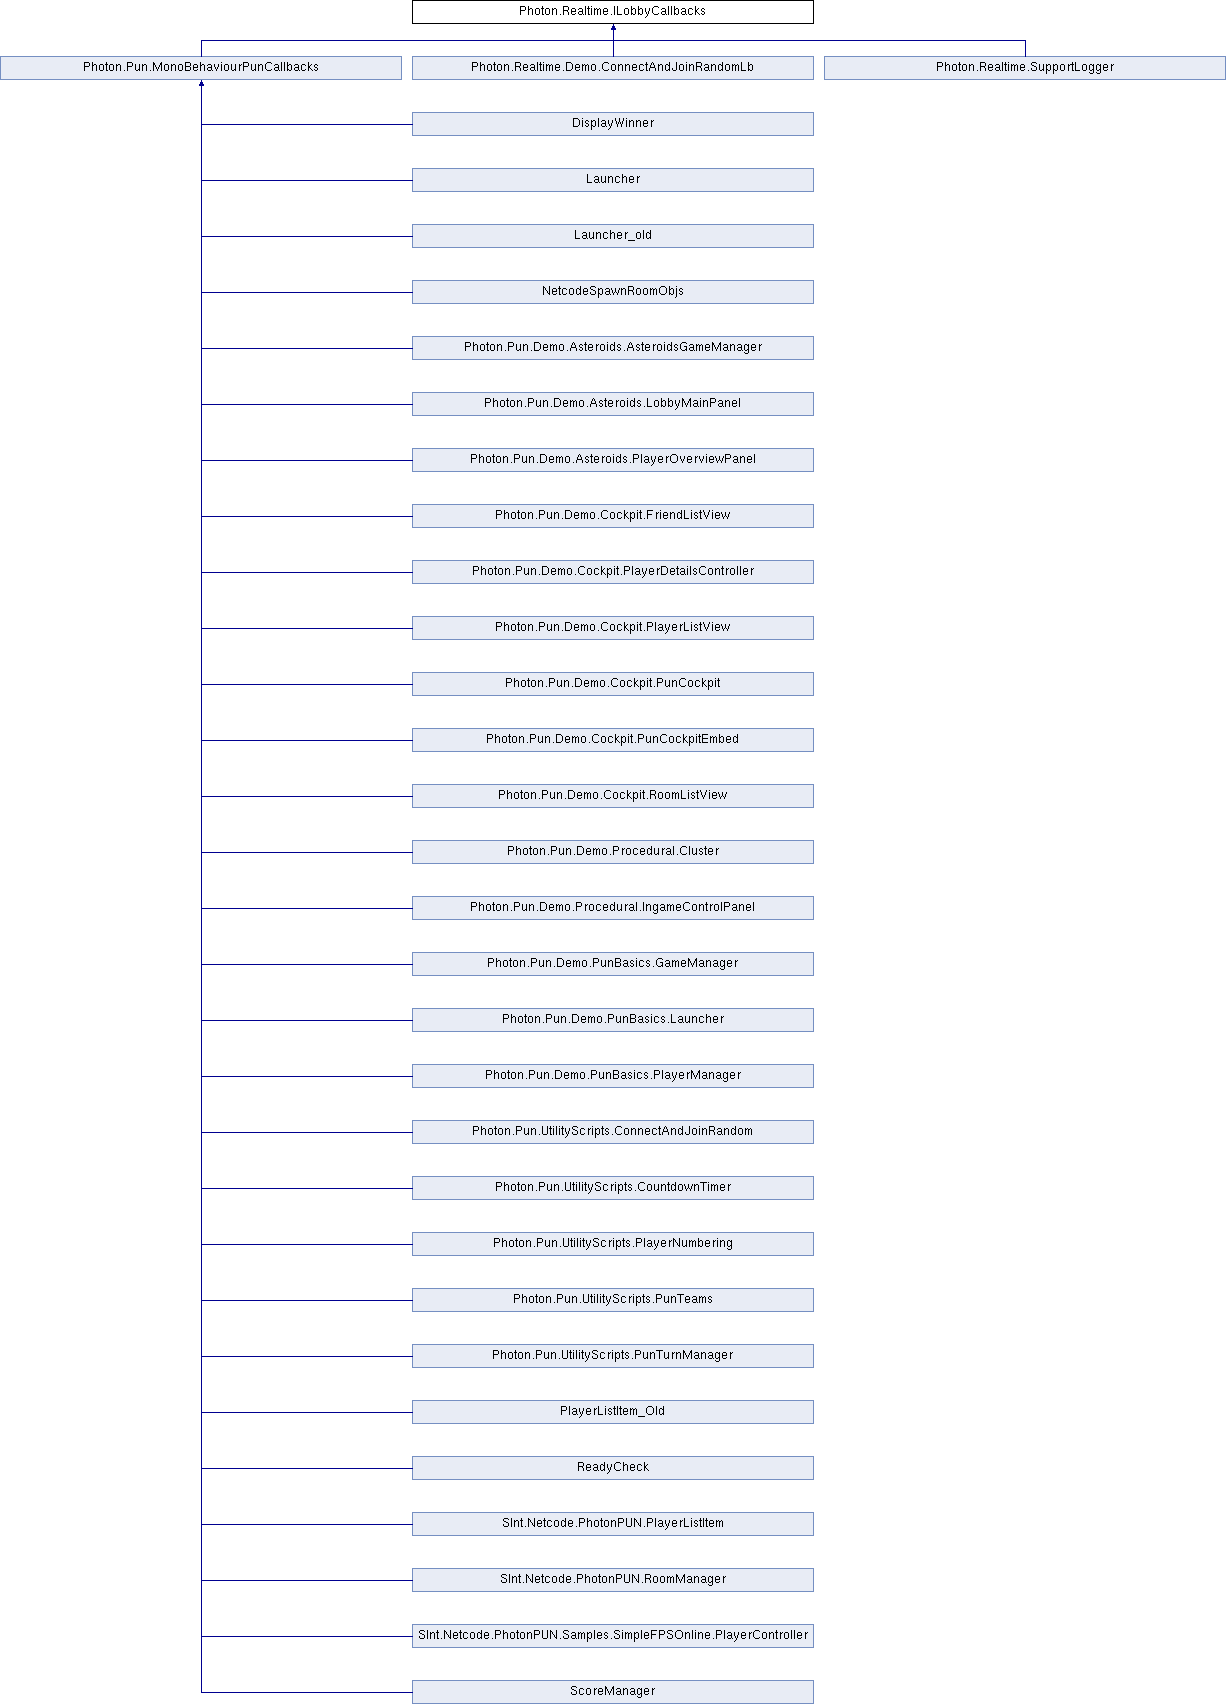 Photon.Realtime.ILobbyCallbacks
Photon.Pun.MonoBehaviourPunCallbacks
Photon.Realtime.Demo.ConnectAndJoinRandomLb
Photon.Realtime.SupportLogger
DisplayWinner
Launcher
Launcher_old
NetcodeSpawnRoomObjs
Photon.Pun.Demo.Asteroids.AsteroidsGameManager
Photon.Pun.Demo.Asteroids.LobbyMainPanel
Photon.Pun.Demo.Asteroids.PlayerOverviewPanel
Photon.Pun.Demo.Cockpit.FriendListView
Photon.Pun.Demo.Cockpit.PlayerDetailsController
Photon.Pun.Demo.Cockpit.PlayerListView
Photon.Pun.Demo.Cockpit.PunCockpit
Photon.Pun.Demo.Cockpit.PunCockpitEmbed
Photon.Pun.Demo.Cockpit.RoomListView
Photon.Pun.Demo.Procedural.Cluster
Photon.Pun.Demo.Procedural.IngameControlPanel
Photon.Pun.Demo.PunBasics.GameManager
Photon.Pun.Demo.PunBasics.Launcher
Photon.Pun.Demo.PunBasics.PlayerManager
Photon.Pun.UtilityScripts.ConnectAndJoinRandom
Photon.Pun.UtilityScripts.CountdownTimer
Photon.Pun.UtilityScripts.PlayerNumbering
Photon.Pun.UtilityScripts.PunTeams
Photon.Pun.UtilityScripts.PunTurnManager
PlayerListItem_Old
ReadyCheck
SInt.Netcode.PhotonPUN.PlayerListItem
SInt.Netcode.PhotonPUN.RoomManager
SInt.Netcode.PhotonPUN.Samples.SimpleFPSOnline.PlayerController
ScoreManager